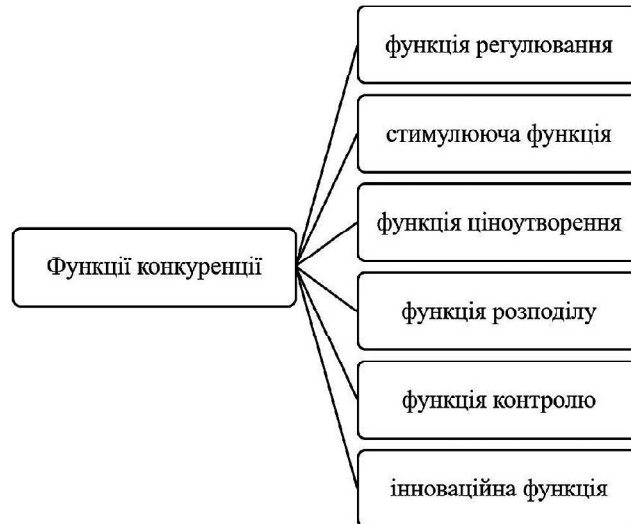 функція регулювання
стимулююча функція
функція ціноутворення
Функції конкуренції
функція розподілу
функція контролю
інноваційна функція